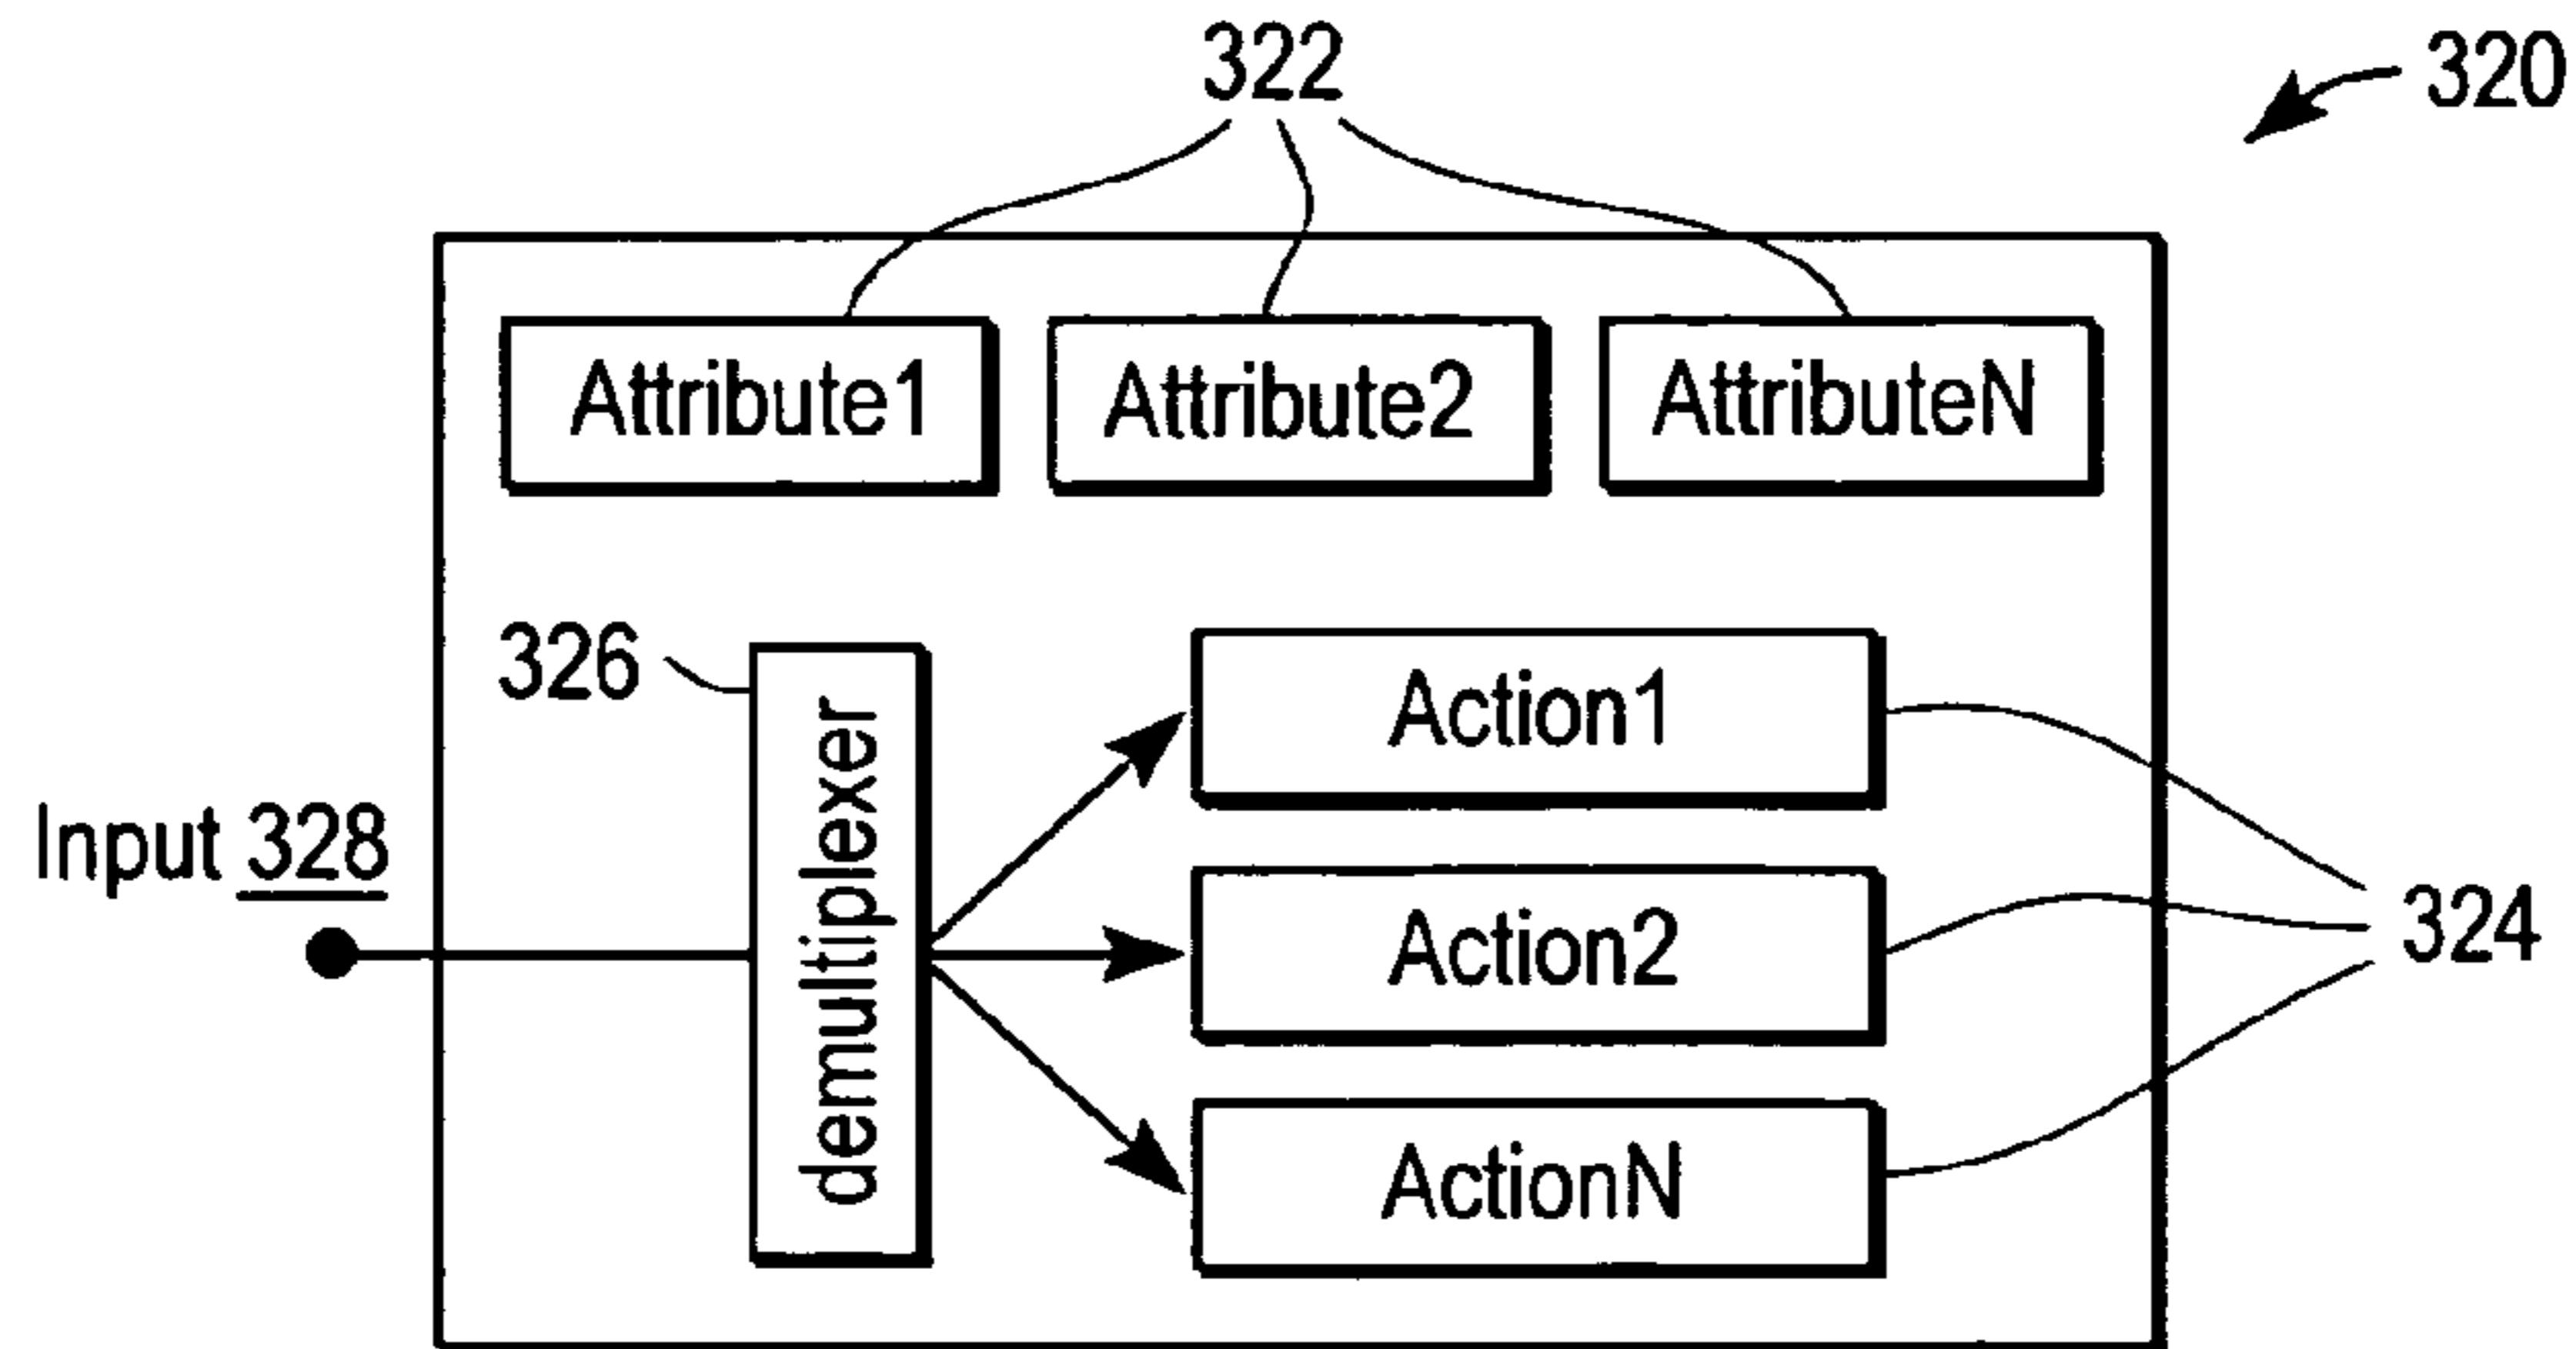 322
320
Attribute1 Attribute2 AttributeN
326
demultiplexer
Action1
Input 328
Action2
324
ActionN